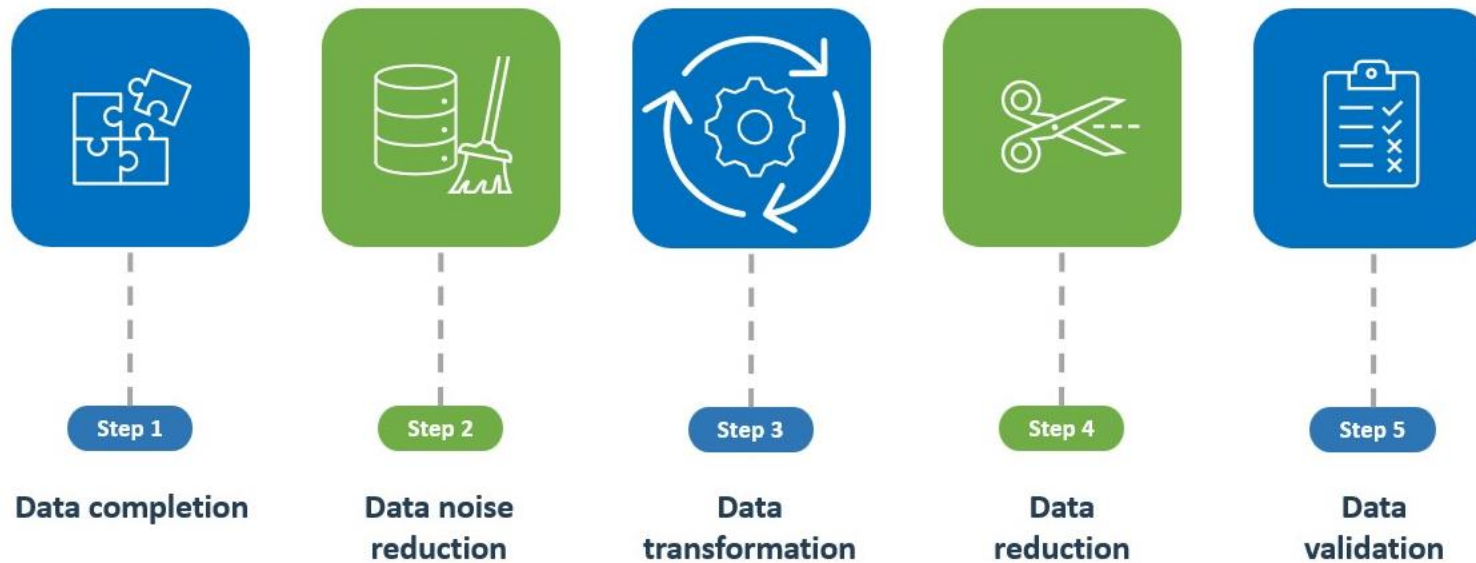 Step 1
Data completion
Step 2
Data noise
reduction
Step 3
Data
transformation
Step 4
Data
reduction
Step 5
Data
validation